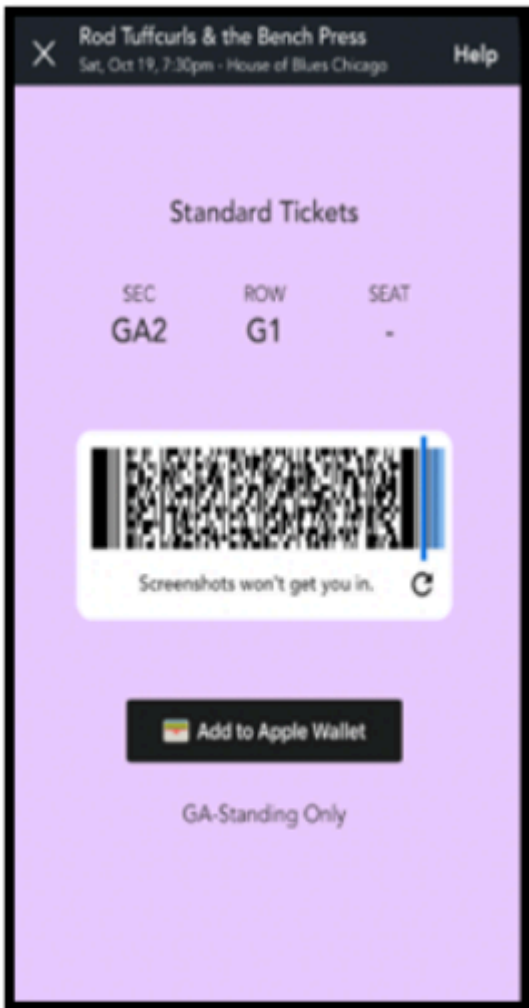 Rod Tuffcurls & the Bench Press
Sat, Oct 19, 7:30pm - House of Blues Chicago
Help
Standard Tickets
SEC ROW SEAT
GA2 G1 -
Screenshots won't get you in.
Add to Apple Wallet
GA-Standing Only